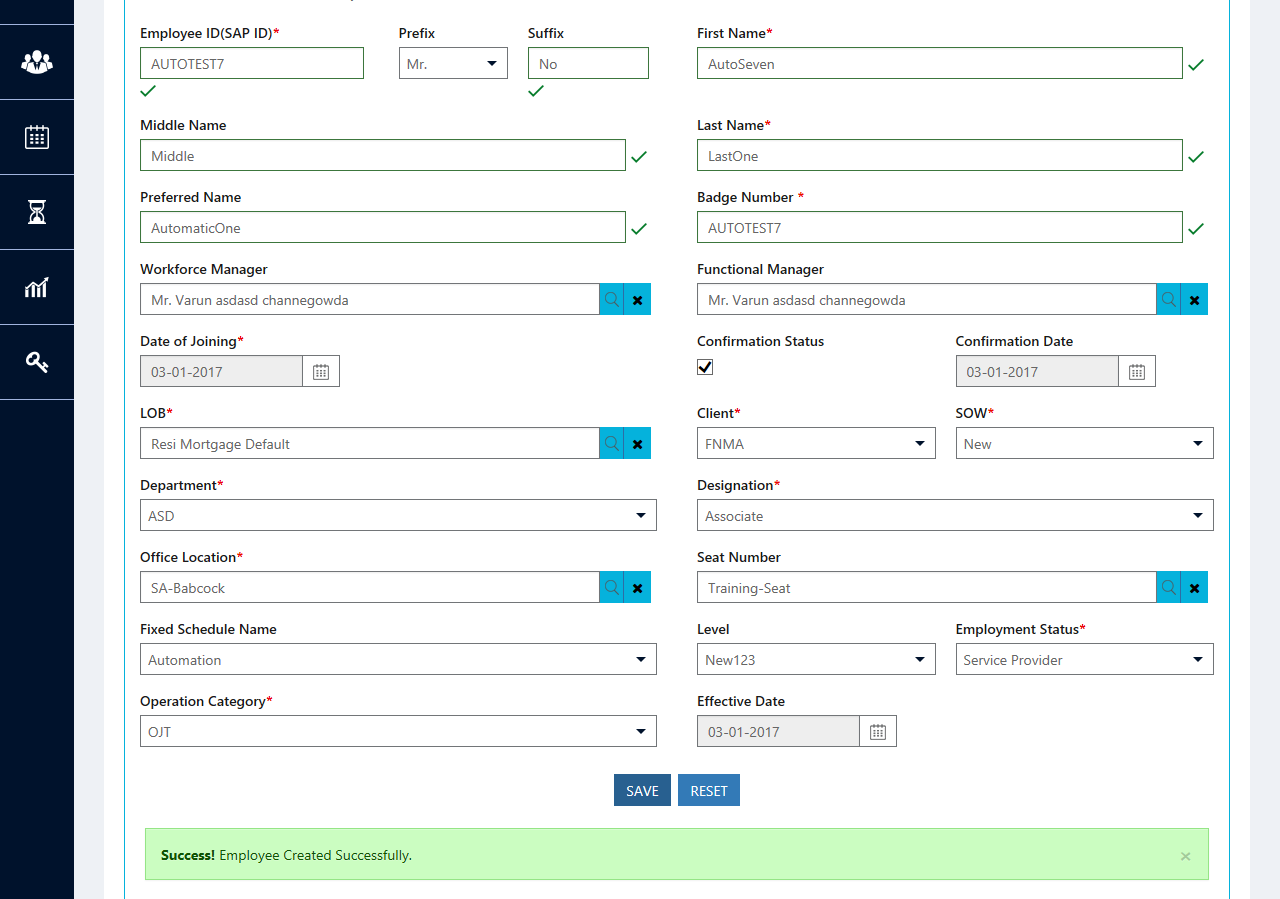 Employee ID(SAP ID)* Prefix Suffix First Name*
AUTOTEST7 Mr. No AutoSeven
Middle Name Last Name*
Middle LastOne
Preferred Name Badge Number *
AutomaticOne AUTOTEST7
Workforce Manager Functional Manager
Mr. Varun asdasd channegowda Mr. Varun asdasd channegowda
Date of Joining* Confirmation Status Confirmation Date
03-01-2017 03-01-2017
LOB* Client* SOW*
Resi Mortgage Default FNMA New
Department* Designation*
ASD Associate
Office Location* Seat Number
SA-Babcock Training-Seat
Fixed Schedule Name Level Employment Status*
Automation New123 Service Provider
Operation Category* Effective Date
OJT 03-01-2017
SAVE RESET
Success! Employee Created Successfully. ×